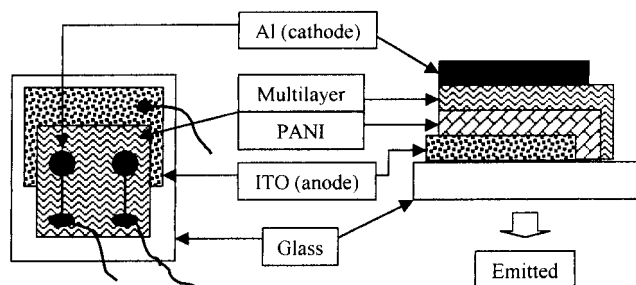 Al (cathode)
Multilayer
PANI
ITO (anode)
Glass
Emitted